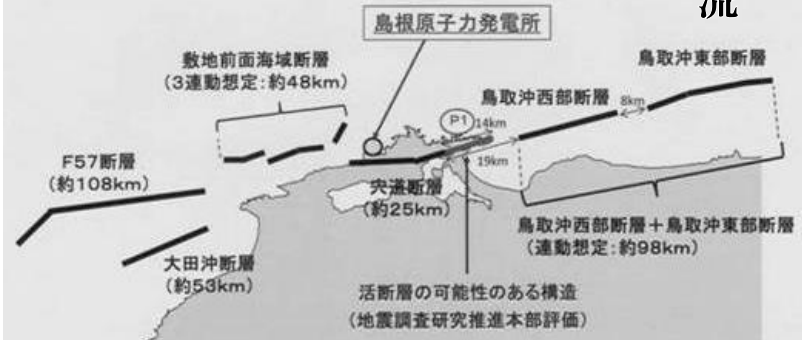 流
島根原子力発電所
敷地前面海域断層
(3連動想定:約48km)
鳥取沖東部断層
鳥取沖西部断層
8km
P1
14km
19km
F57断層
(約108km)
宍道断層
(約25km)
鳥取沖西部断層+鳥取沖東部断層
(連動想定:約98km)
大田沖断層
(約53km)
活断層の可能性のある構造
(地震調査研究推進本部評価)